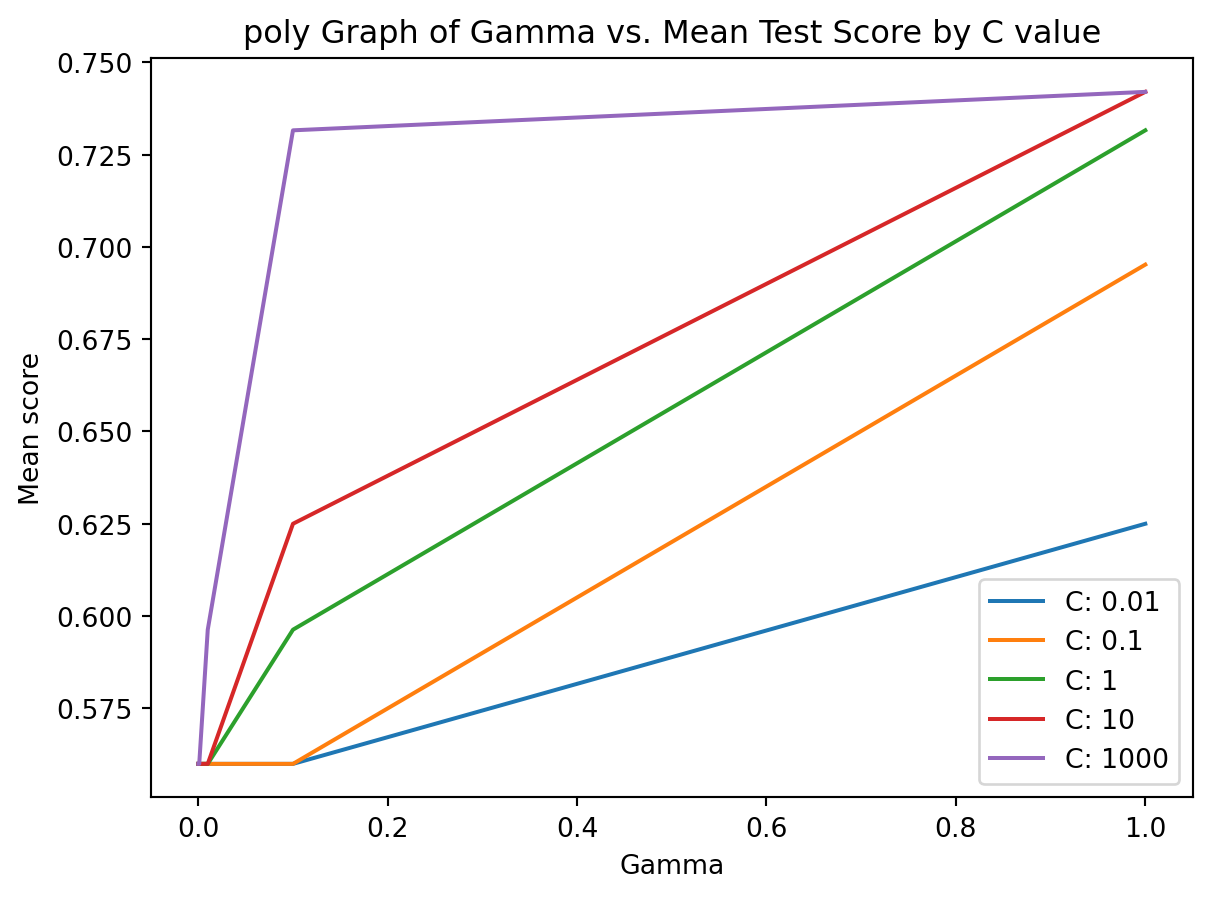 poly Graph of Gamma vs. Mean Test Score by C value
0.750
0.725
0.700
0.675
0.650
0.625
0.600
0.575
Mean score
C: 0.01
C: 0.1
C: 1
C: 10
C: 1000
0.0 0.2 0.4 0.6 0.8 1.0
Gamma